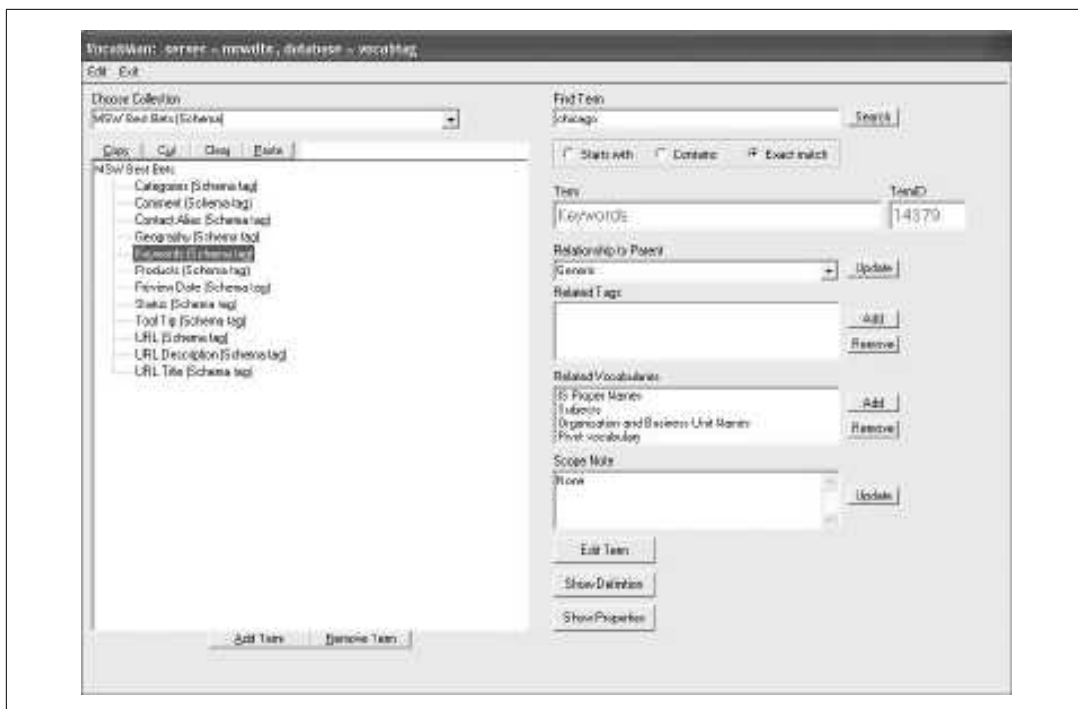 VocabMan: server = mswdltx, database = vocabtag
Edit Exit
Choose Collection
MSW Best Bets (Schema)
Copy Cut Clear Paste
MSW Best Bets
Categories (Schema tag)
Comment (Schema tag)
Contact Alias (Schema tag)
Geography (Schema tag)
Keywords (Schema tag)
Products (Schema tag)
Preview Date (Schema tag)
Status (Schema tag)
Tool Tip (Schema tag)
URL (Schema tag)
URL Description (Schema tag)
URL Title (Schema tag)
Add Term Remove Term
Find Term
chicago Search
Starts with Contains Exact match
Term TermID
Keywords 14379
Relationship to Parent
Generic Update
Related Tags
Add
Remove
Related Vocabularies
IS Proper Names
Subjects
Organization and Business Unit Names
Pivot vocabulary
Add
Remove
Scope Note
None
Update
Edit Term
Show Definition
Show Properties